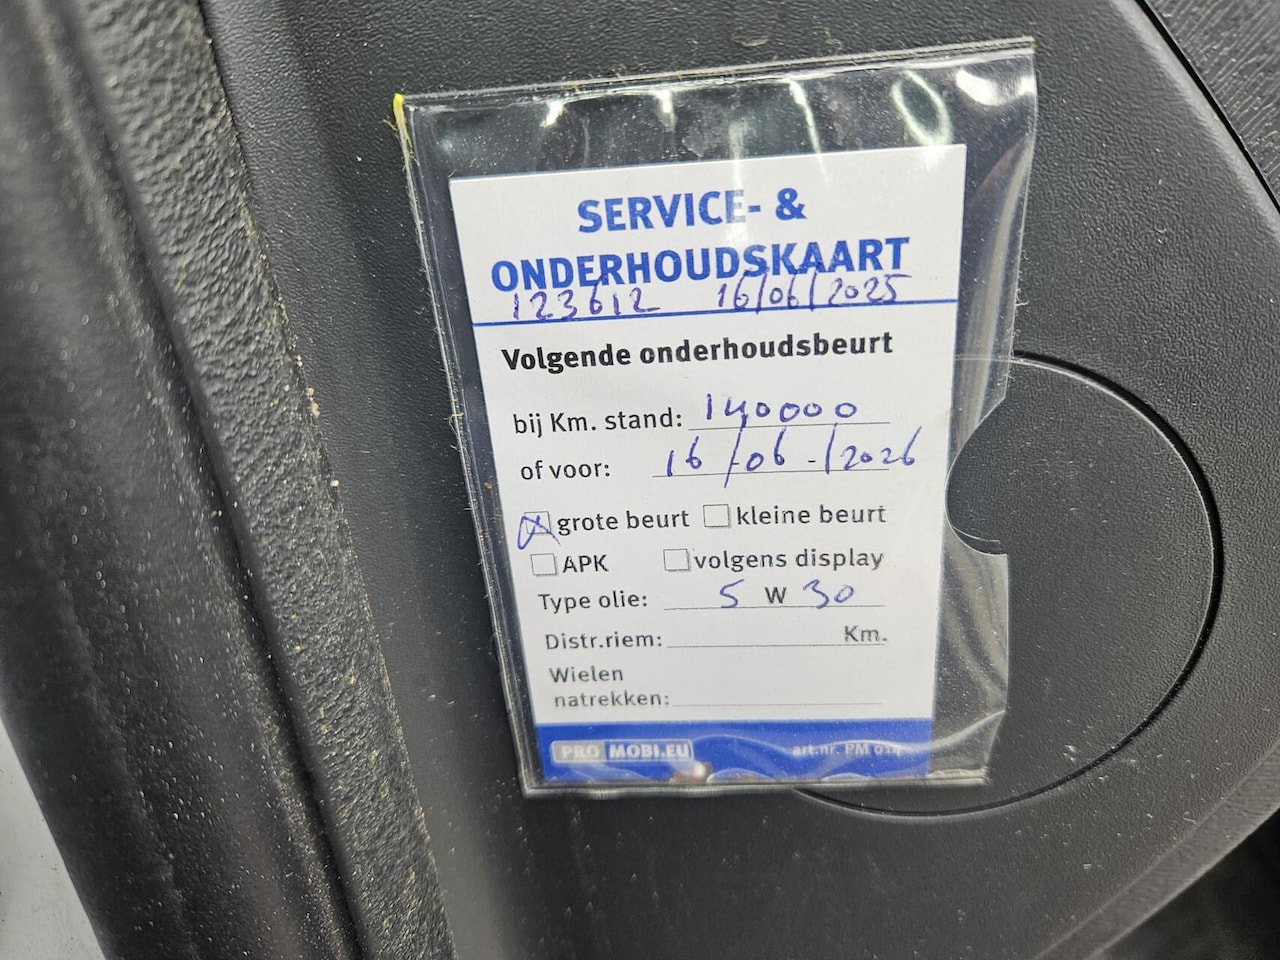 SERVICE- &
ONDERHOUDSKAART
123612 16/06/2025
Volgende onderhoudsbeurt
bij Km. stand: 140000
of voor: 16/06-/2026
grote beurt kleine beurt
APK volgens display
Type olie: 5 W 30
Distr.riem: Km.
Wielen
natrekken:
PRO MOBI.EU art.nr. PM 014